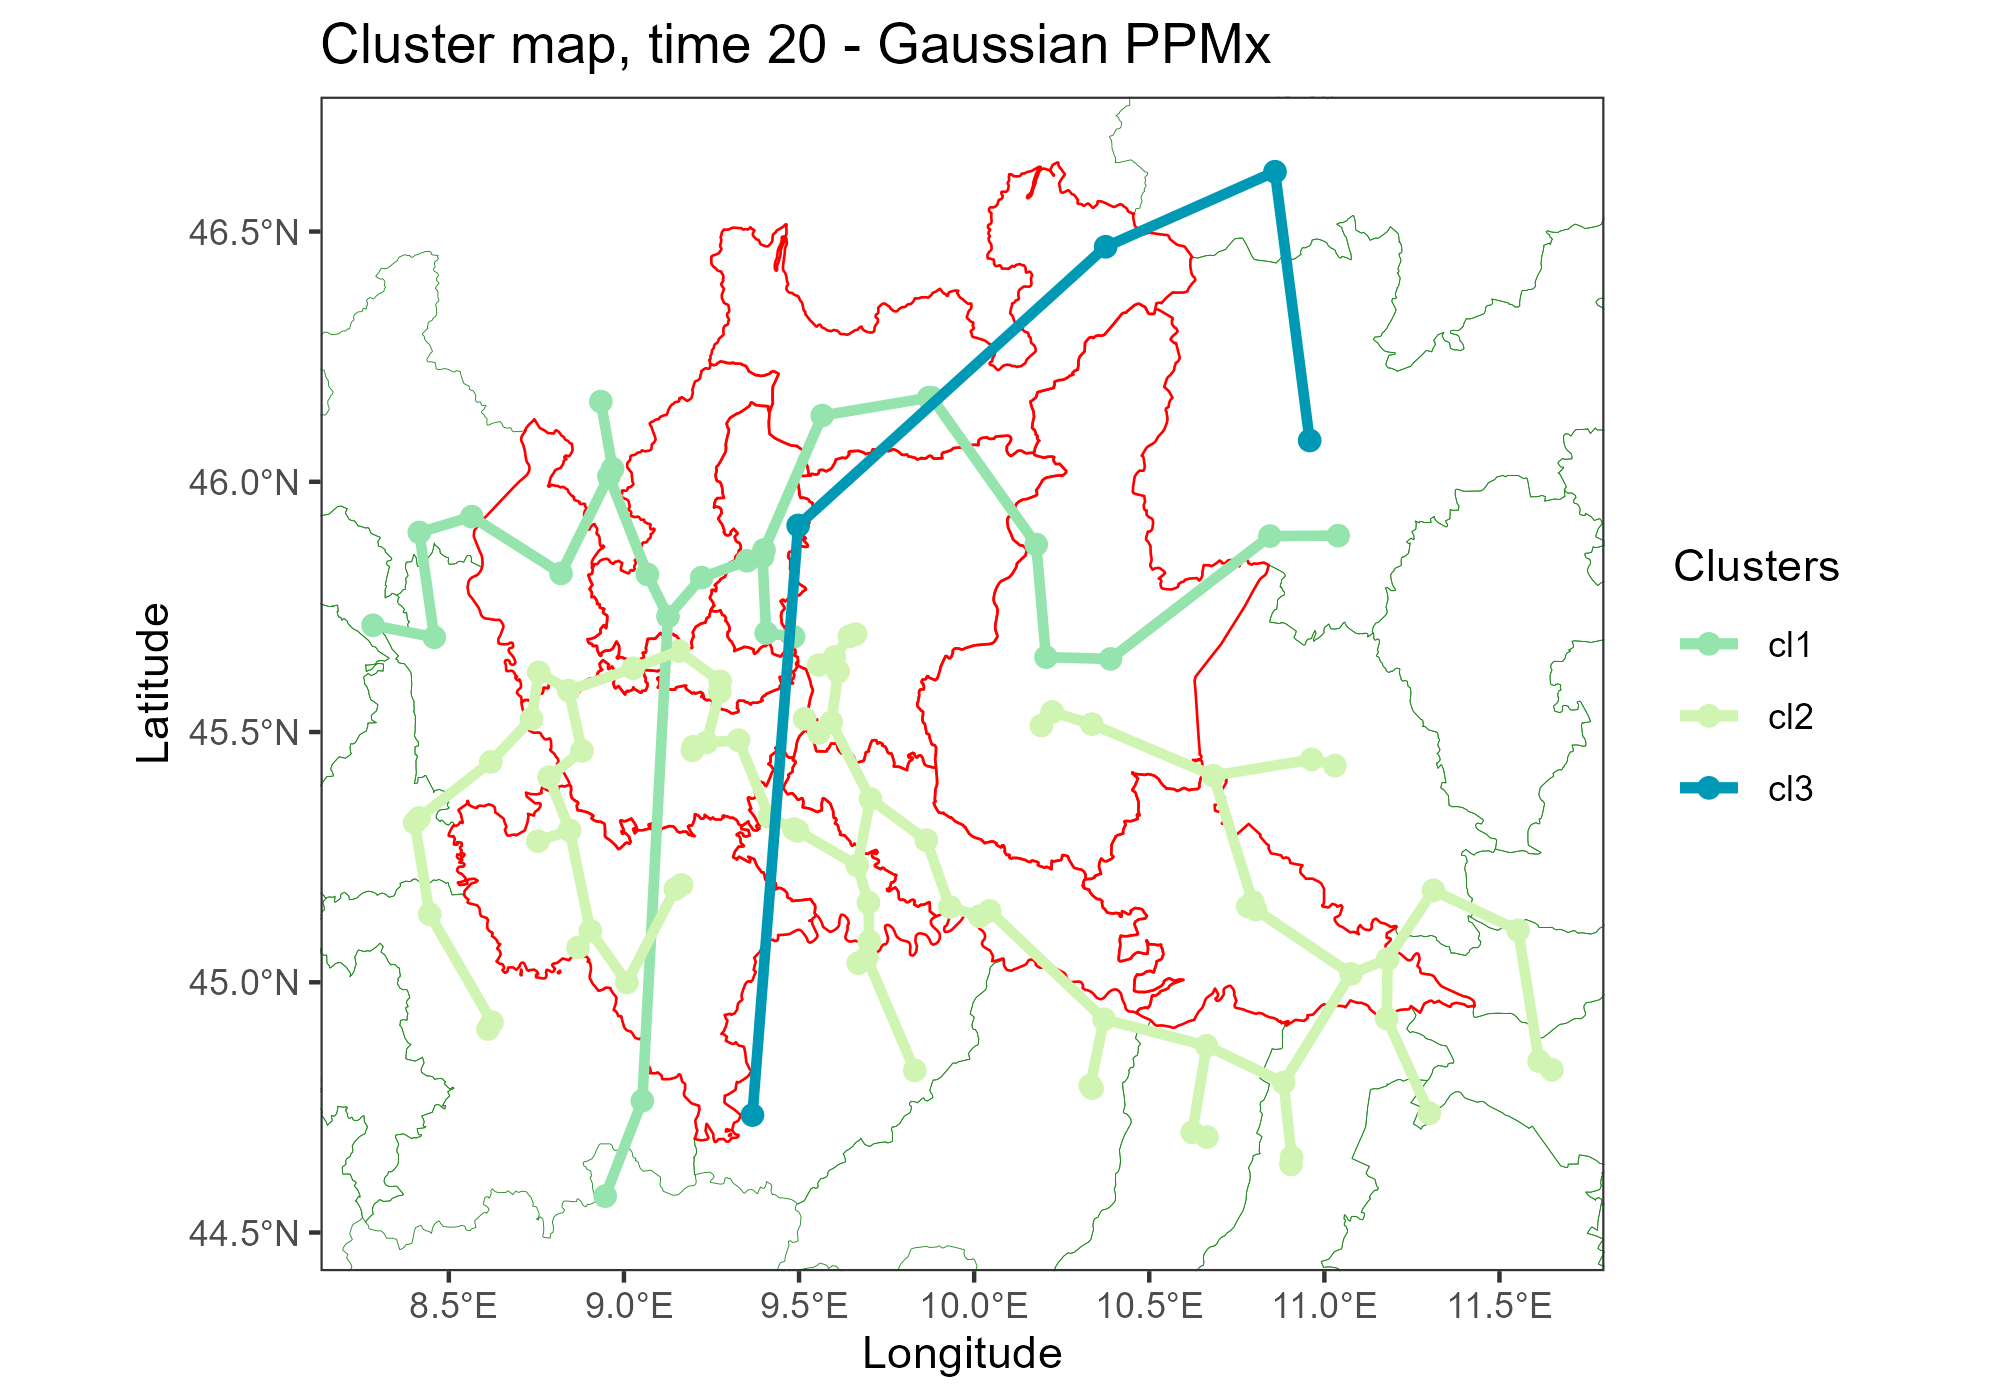 Cluster map, time 20 - Gaussian PPMx
46.5°N
46.0°N
45.5°N
45.0°N
44.5°N
Latitude
8.5°E
9.0°E
9.5°E
10.0°E
10.5°E
11.0°E
11.5°E
Longitude
Clusters
cl1
cl2
cl3